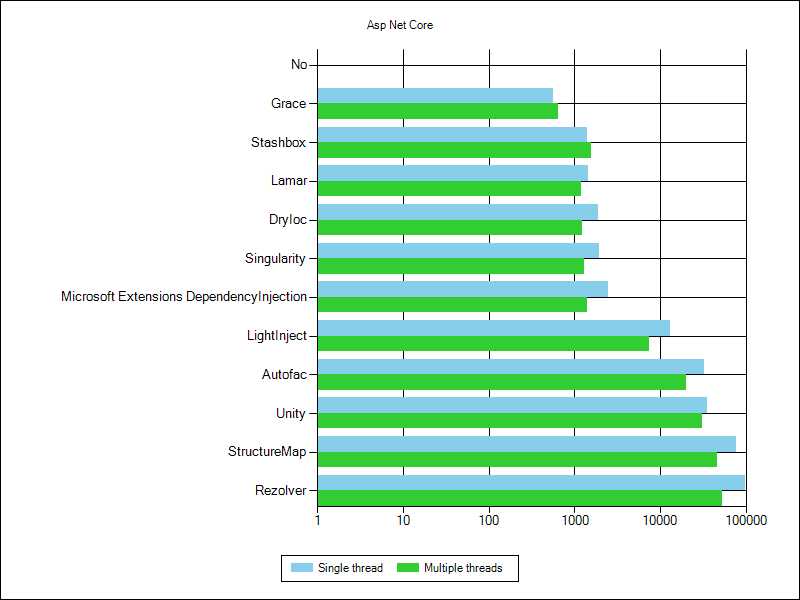 Asp Net Core
No
Grace
Stashbox
Lamar
DryIoc
Singularity
Microsoft Extensions DependencyInjection
LightInject
Autofac
Unity
StructureMap
Rezolver
1 10 100 1000 10000 100000
Single thread Multiple threads